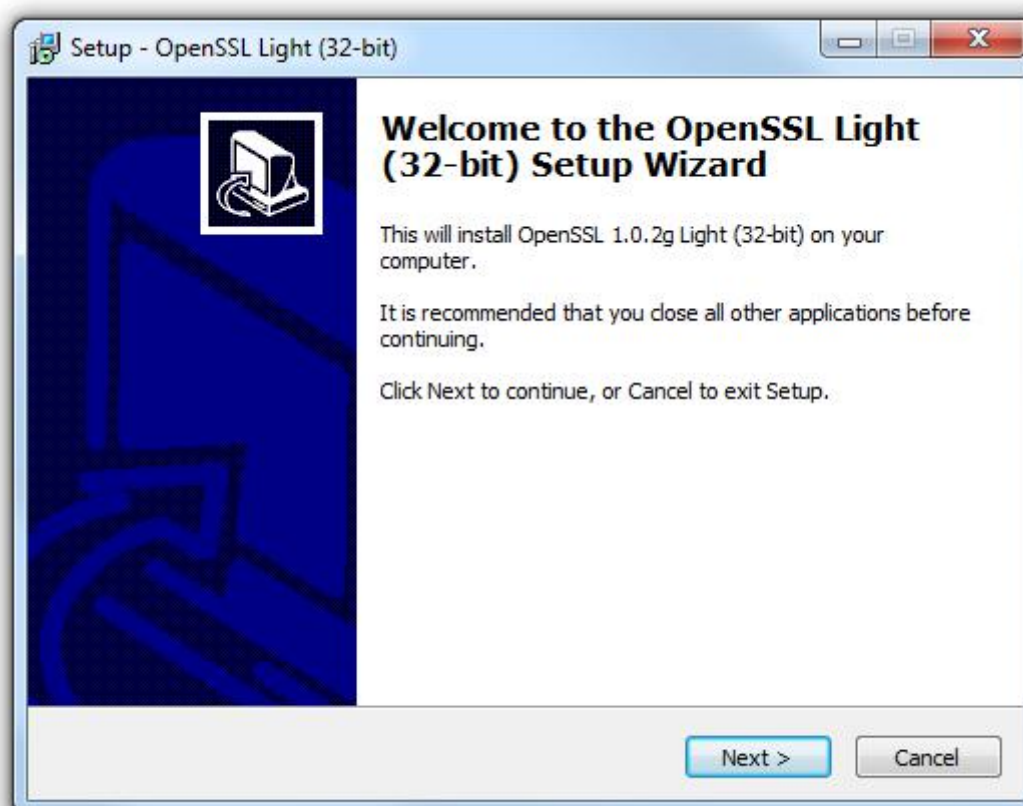 Setup - OpenSSL Light (32-bit)
Welcome to the OpenSSL Light
(32-bit) Setup Wizard
This will install OpenSSL 1.0.2g Light (32-bit) on your
computer.
It is recommended that you close all other applications before
continuing.
Click Next to continue, or Cancel to exit Setup.
Next >
Cancel